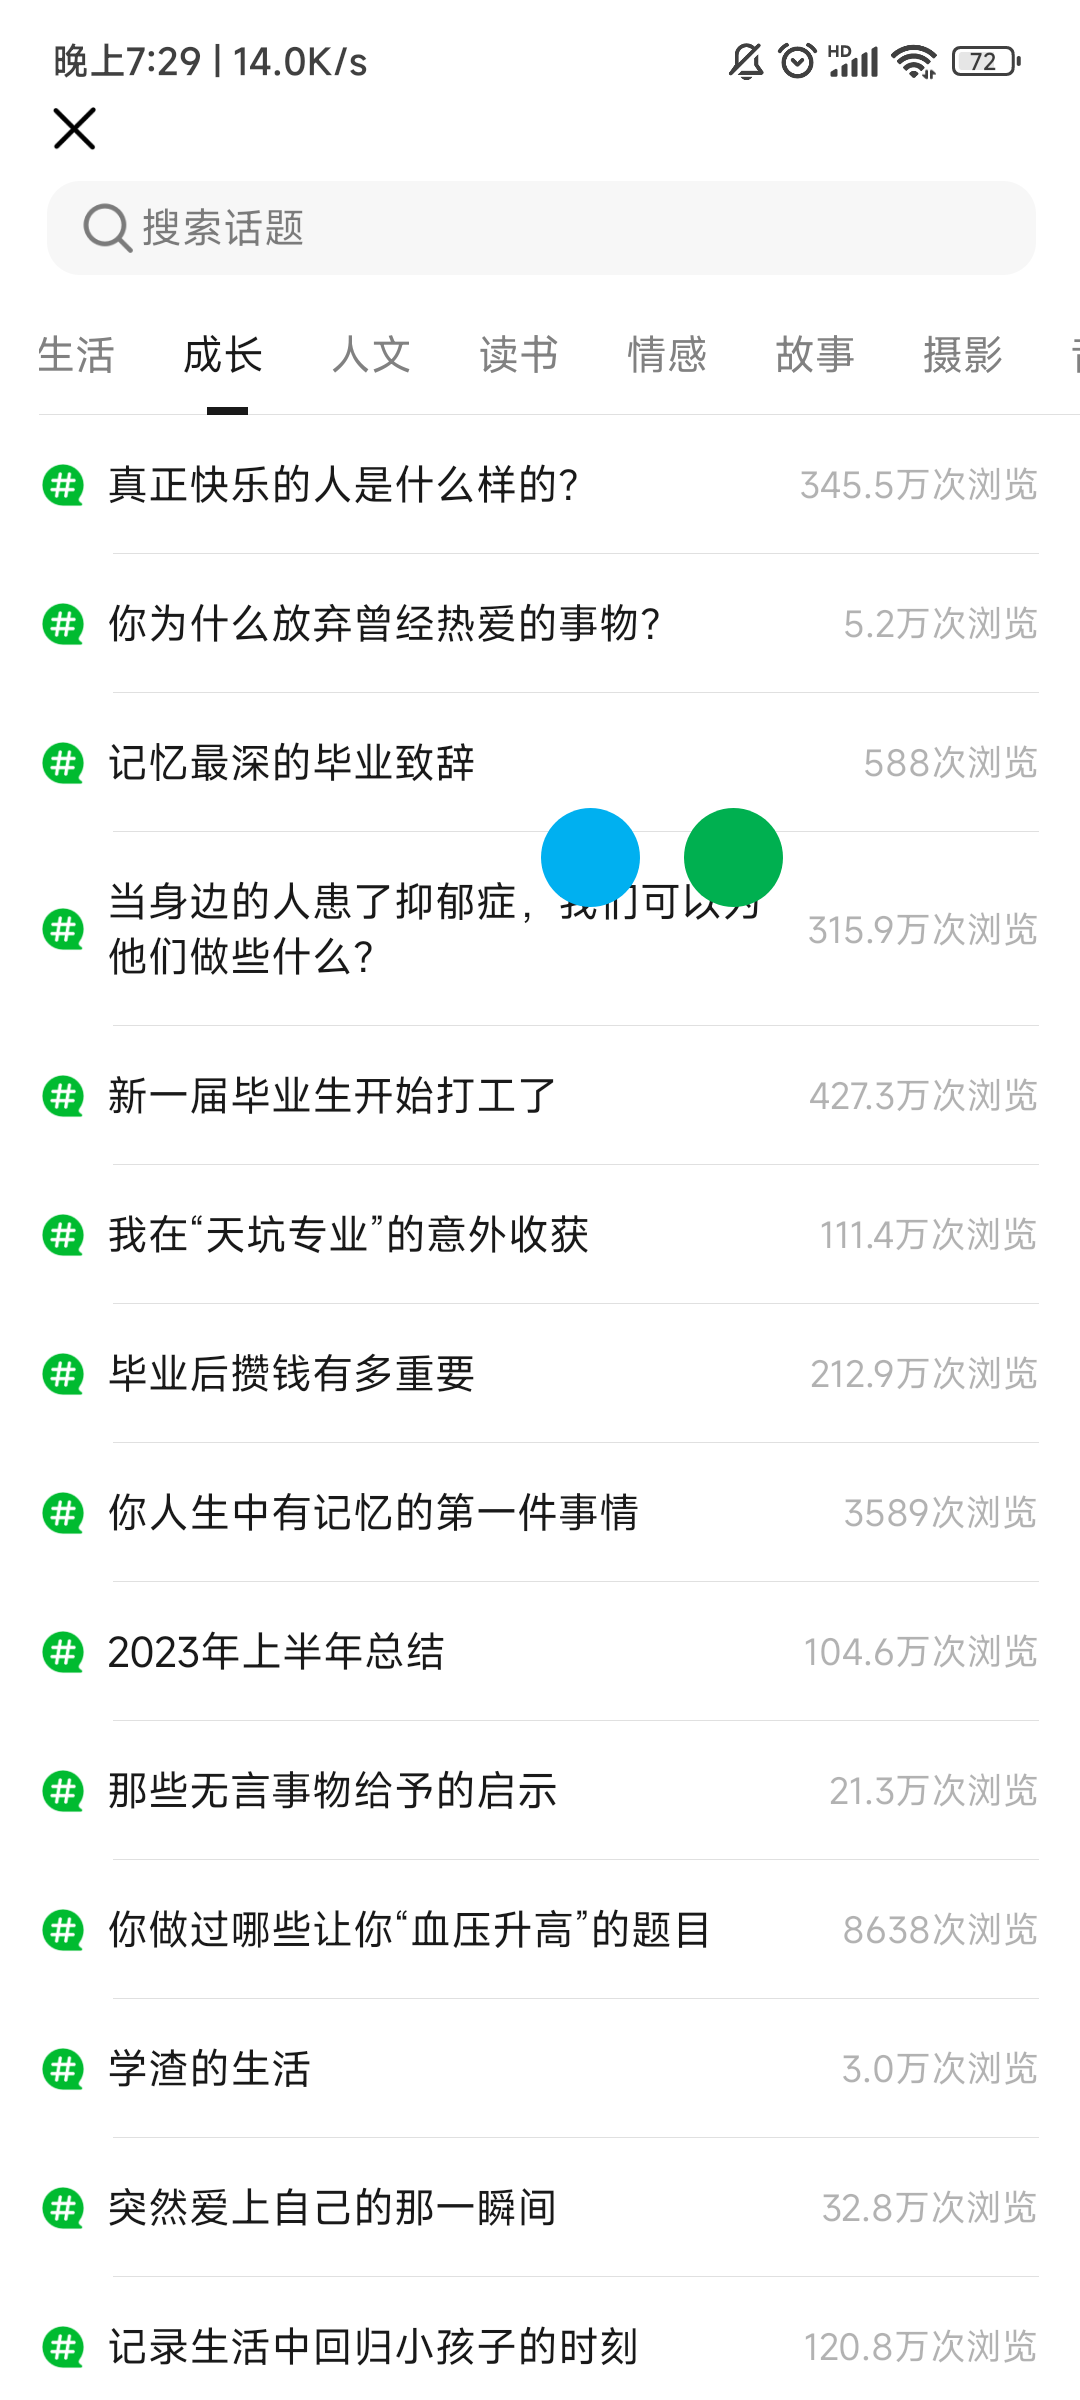 晚上7:29 | 14.0K/s
HD
72
搜索话题
生活 成长 人文 读书 情感 故事 摄影
真正快乐的人是什么样的？ 345.5万次浏览
你为什么放弃曾经热爱的事物？ 5.2万次浏览
记忆最深的毕业致辞 588次浏览
当身边的人患了抑郁症，我们可以为
他们做些什么？ 315.9万次浏览
新一届毕业生开始打工了 427.3万次浏览
我在“天坑专业”的意外收获 111.4万次浏览
毕业后攒钱有多重要 212.9万次浏览
你人生中有记忆的第一件事情 3589次浏览
2023年上半年总结 104.6万次浏览
那些无言事物给予的启示 21.3万次浏览
你做过哪些让你“血压升高”的题目 8638次浏览
学渣的生活 3.0万次浏览
突然爱上自己的那一瞬间 32.8万次浏览
记录生活中回归小孩子的时刻 120.8万次浏览